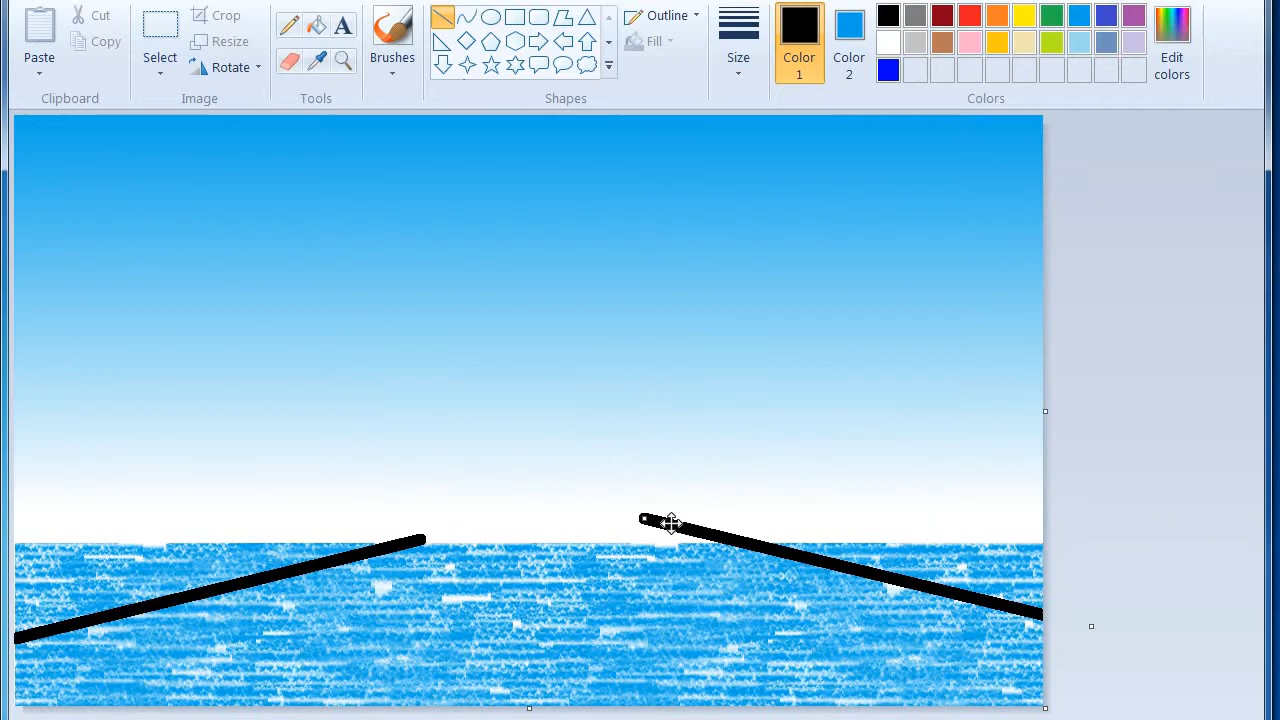 Paste
Cut
Copy
Clipboard
Select
Crop
Resize
Rotate
Image
A
Tools
Brushes
Outline
Fill
Shapes
Size
Color
1
Color
2
Edit
colors
Colors